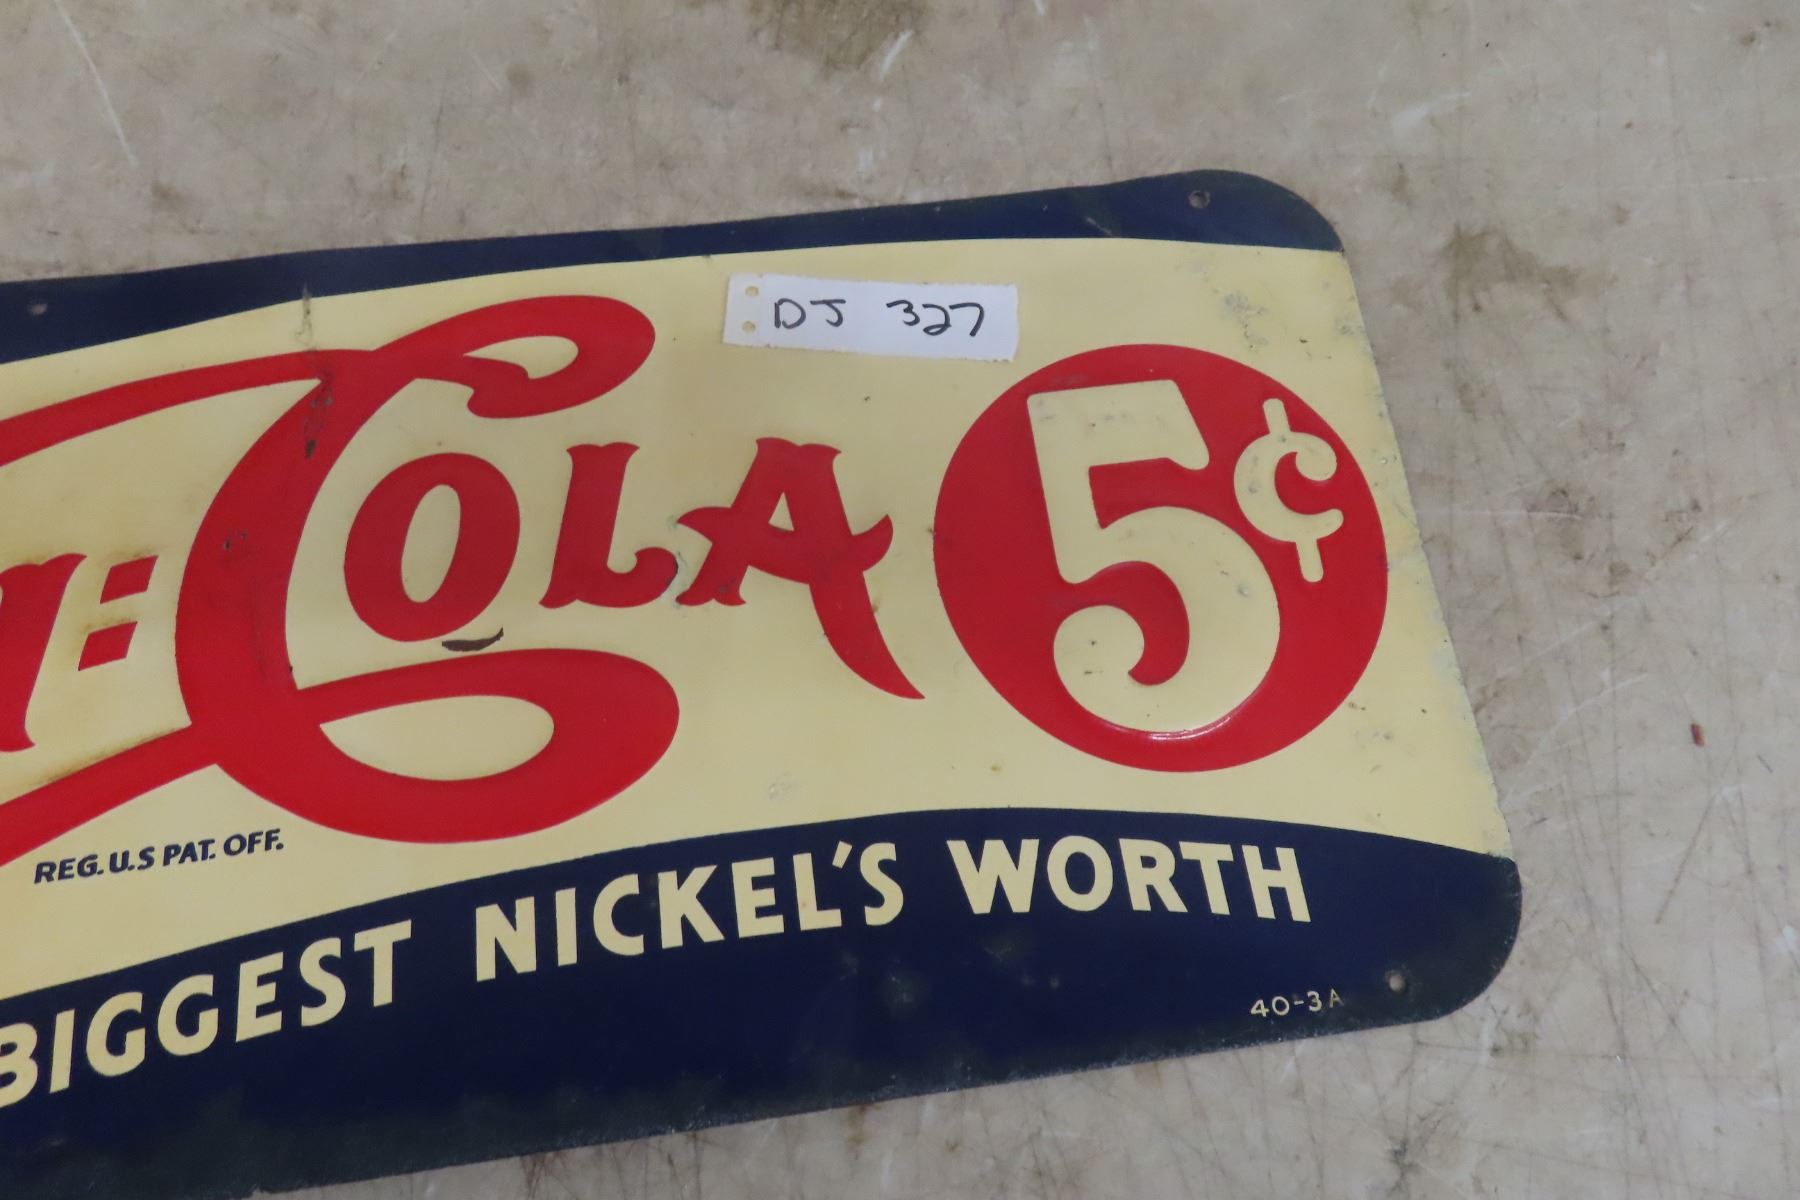 DJ 327
COLA 5¢
REG. U.S PAT. OFF.
BIGGEST NICKEL'S WORTH
40-3A